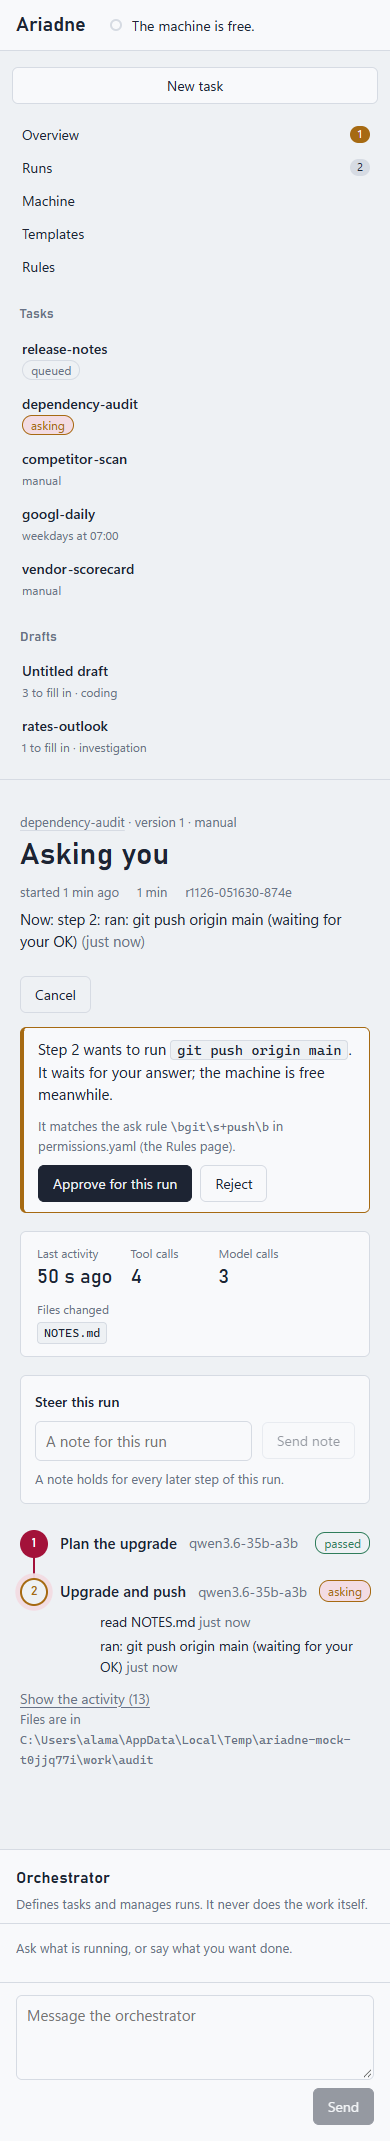 Ariadne
The machine is free.
New task
Overview
1
Runs
2
Machine
Templates
Rules
Tasks
release-notes
queued
dependency-audit
asking
competitor-scan
manual
googl-daily
weekdays at 07:00
vendor-scorecard
manual
Drafts
Untitled draft
3 to fill in · coding
rates-outlook
1 to fill in · investigation
dependency-audit · version 1 · manual
Asking you
started 1 min ago 1 min r1126-051630-874e
Now: step 2: ran: git push origin main (waiting for
your OK) (just now)
Cancel
Step 2 wants to run git push origin main.
It waits for your answer; the machine is free
meanwhile.
It matches the ask rule \bgit\s+push\b in
permissions.yaml (the Rules page).
Approve for this run
Reject
Last activity Tool calls Model calls
50 s ago 4 3
Files changed
NOTES.md
Steer this run
A note for this run
Send note
A note holds for every later step of this run.
1 Plan the upgrade qwen3.6-35b-a3b passed
2 Upgrade and push qwen3.6-35b-a3b asking
read NOTES.md just now
ran: git push origin main (waiting for your
OK) just now
Show the activity (13)
Files are in
C:\Users\alama\AppData\Local\Temp\ariadne-mock-
t0jjq77i\work\audit
Orchestrator
Defines tasks and manages runs. It never does the work itself.
Ask what is running, or say what you want done.
Message the orchestrator
Send